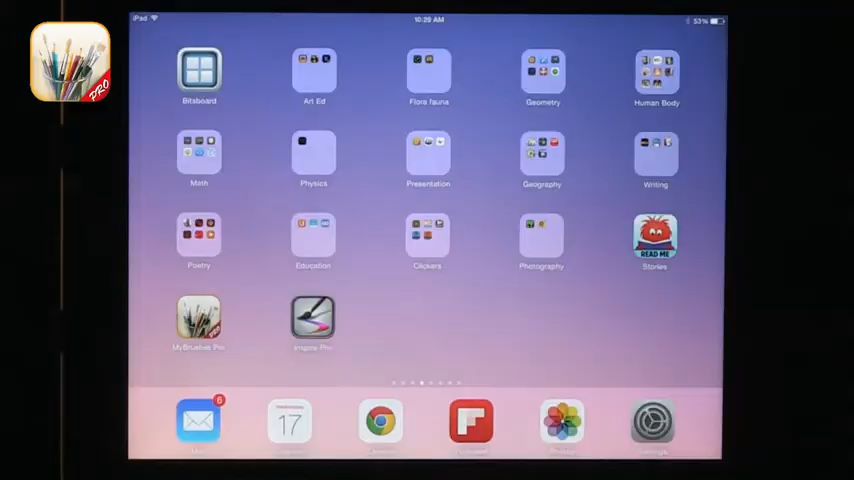 iPad 10:29 AM 53%
PRO
Bitsboard Art Ed Flora fauna Geometry Human Body
Math Physics Presentation Geography Writing
Poetry Education Clickers Photography Stories
READ ME
PRO
MyBrushes Pro Inspire Pro
6
17